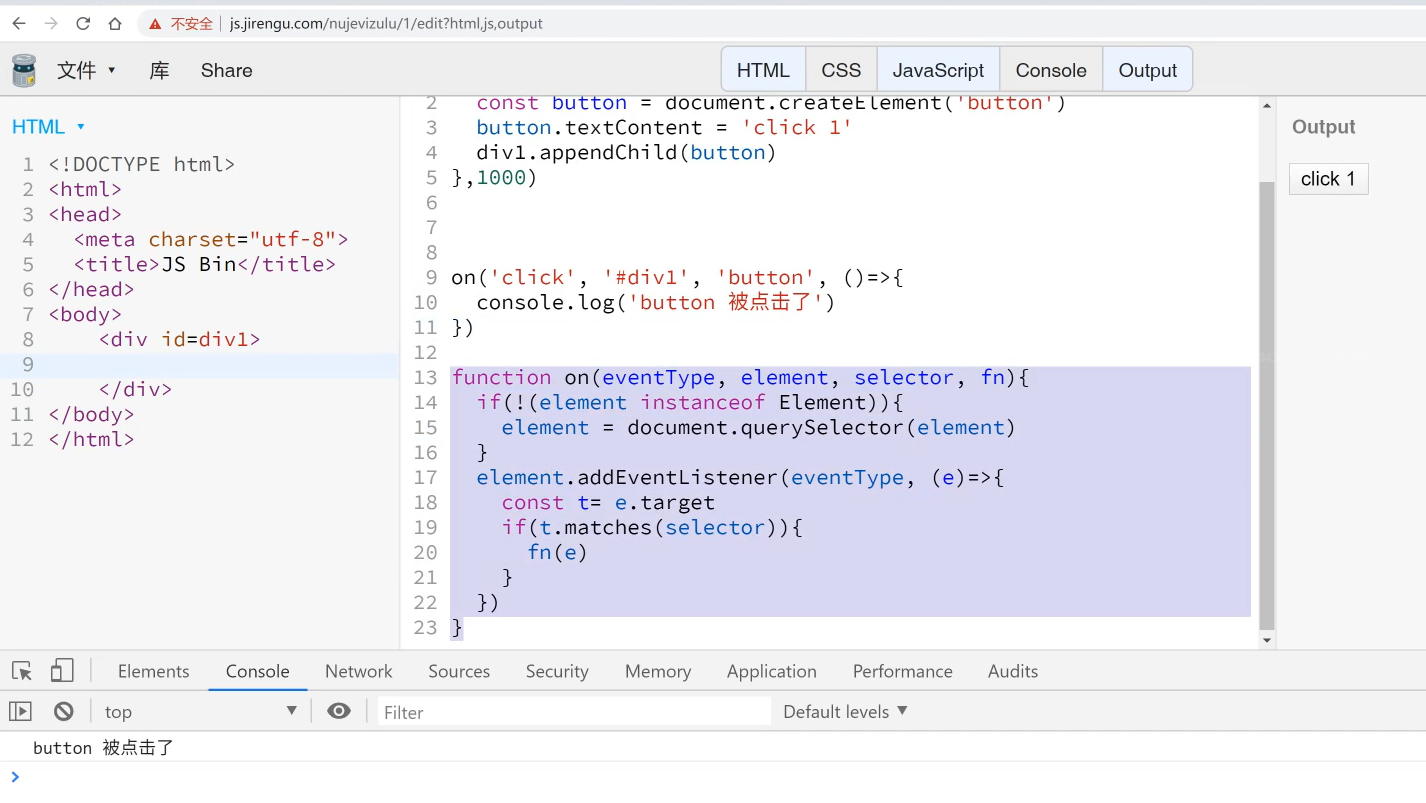 不安全 js.jirengu.com/nujevizulu/1/edit?html,js,output
文件 库 Share HTML CSS JavaScript Console Output
HTML
1 <!DOCTYPE html>
2 <html>
3 <head>
4   <meta charset="utf-8">
5   <title>JS Bin</title>
6 </head>
7 <body>
8     <div id=div1>
9
10     </div>
11 </body>
12 </html>
2   const button = document.createElement('button')
3   button.textContent = 'click 1'
4   div1.appendChild(button)
5 },1000)
6
7
8
9 on('click', '#div1', 'button', ()=>{
10   console.log('button 被点击了')
11 })
12
13 function on(eventType, element, selector, fn){
14   if(!(element instanceof Element)){
15     element = document.querySelector(element)
16   }
17   element.addEventListener(eventType, (e)=>{
18     const t= e.target
19     if(t.matches(selector)){
20       fn(e)
21     }
22   })
23 }
Output
click 1
Elements Console Network Sources Security Memory Application Performance Audits
top Filter Default levels
button 被点击了